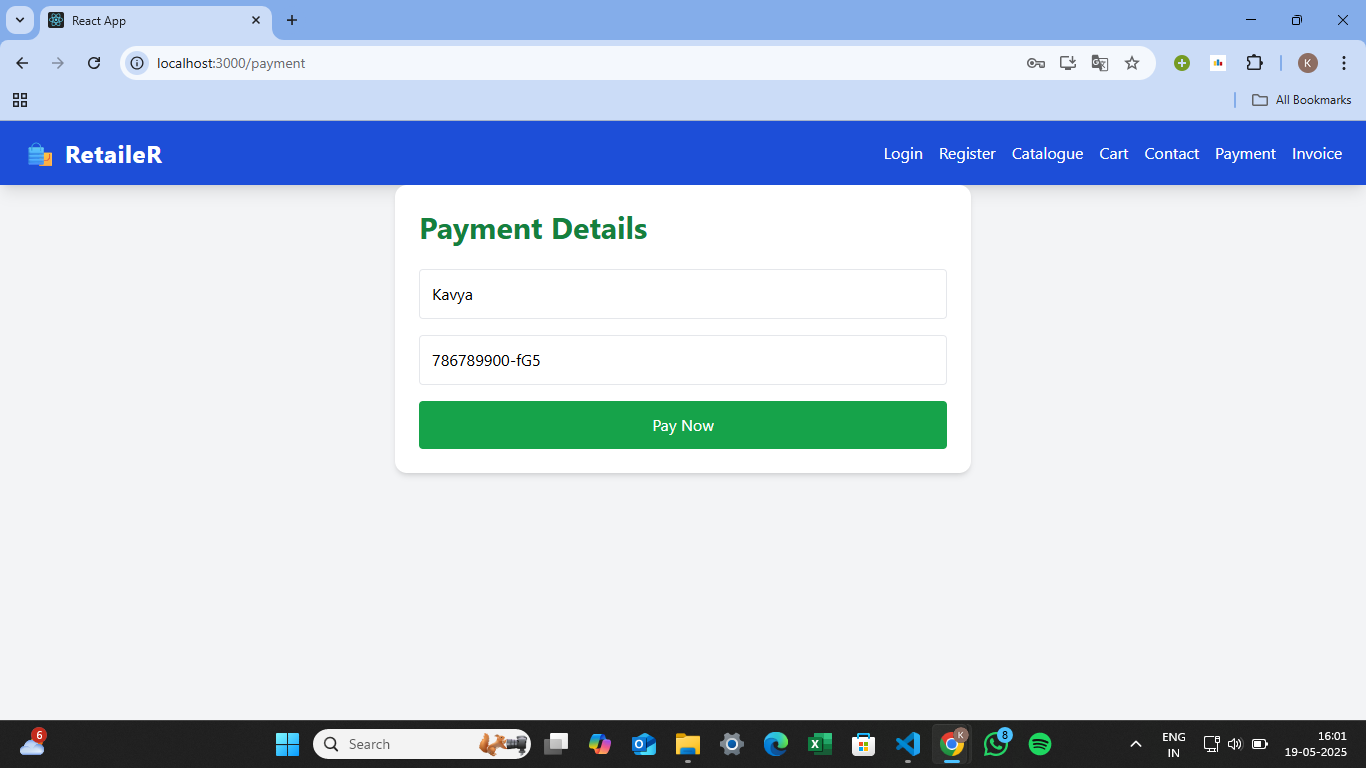 React App
localhost:3000/payment
K
All Bookmarks
RetaileR
Login Register Catalogue Cart Contact Payment Invoice
Payment Details
Kavya
786789900-fG5
Pay Now
6
Search
K
8
ENG
IN
16:01
19-05-2025